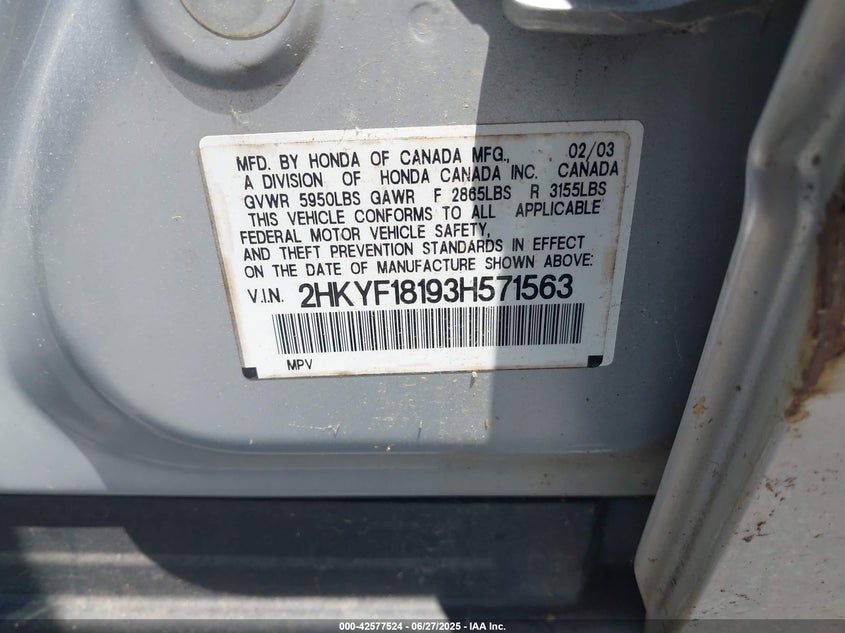 MFD. BY HONDA OF CANADA MFG., 02/03
A DIVISION OF HONDA CANADA INC. CANADA
GVWR 5950LBS GAWR F 2865LBS R 3155LBS
THIS VEHICLE CONFORMS TO ALL APPLICABLE
FEDERAL MOTOR VEHICLE SAFETY,
AND THEFT PREVENTION STANDARDS IN EFFECT
ON THE DATE OF MANUFACTURE SHOWN ABOVE:
V.I.N. 2HKYF18193H571563
MPV
000-42577524 | 06/27/2025 - IAA Inc.